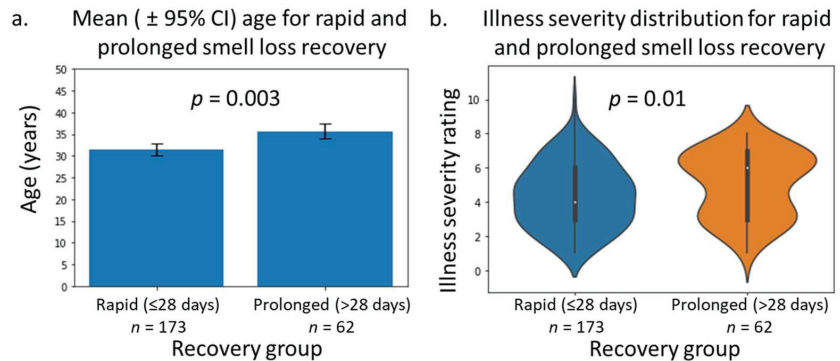 a. Mean ( ± 95% CI) age for rapid and
prolonged smell loss recovery
50
45
40
35
30
25
20
15
10
5
0
Age (years)
p = 0.003
Rapid (≤28 days)
n = 173
Prolonged (>28 days)
n = 62
Recovery group
b. Illness severity distribution for rapid
and prolonged smell loss recovery
10
8
6
4
2
0
Illness severity rating
p = 0.01
Rapid (≤28 days)
n = 173
Prolonged (>28 days)
n = 62
Recovery group